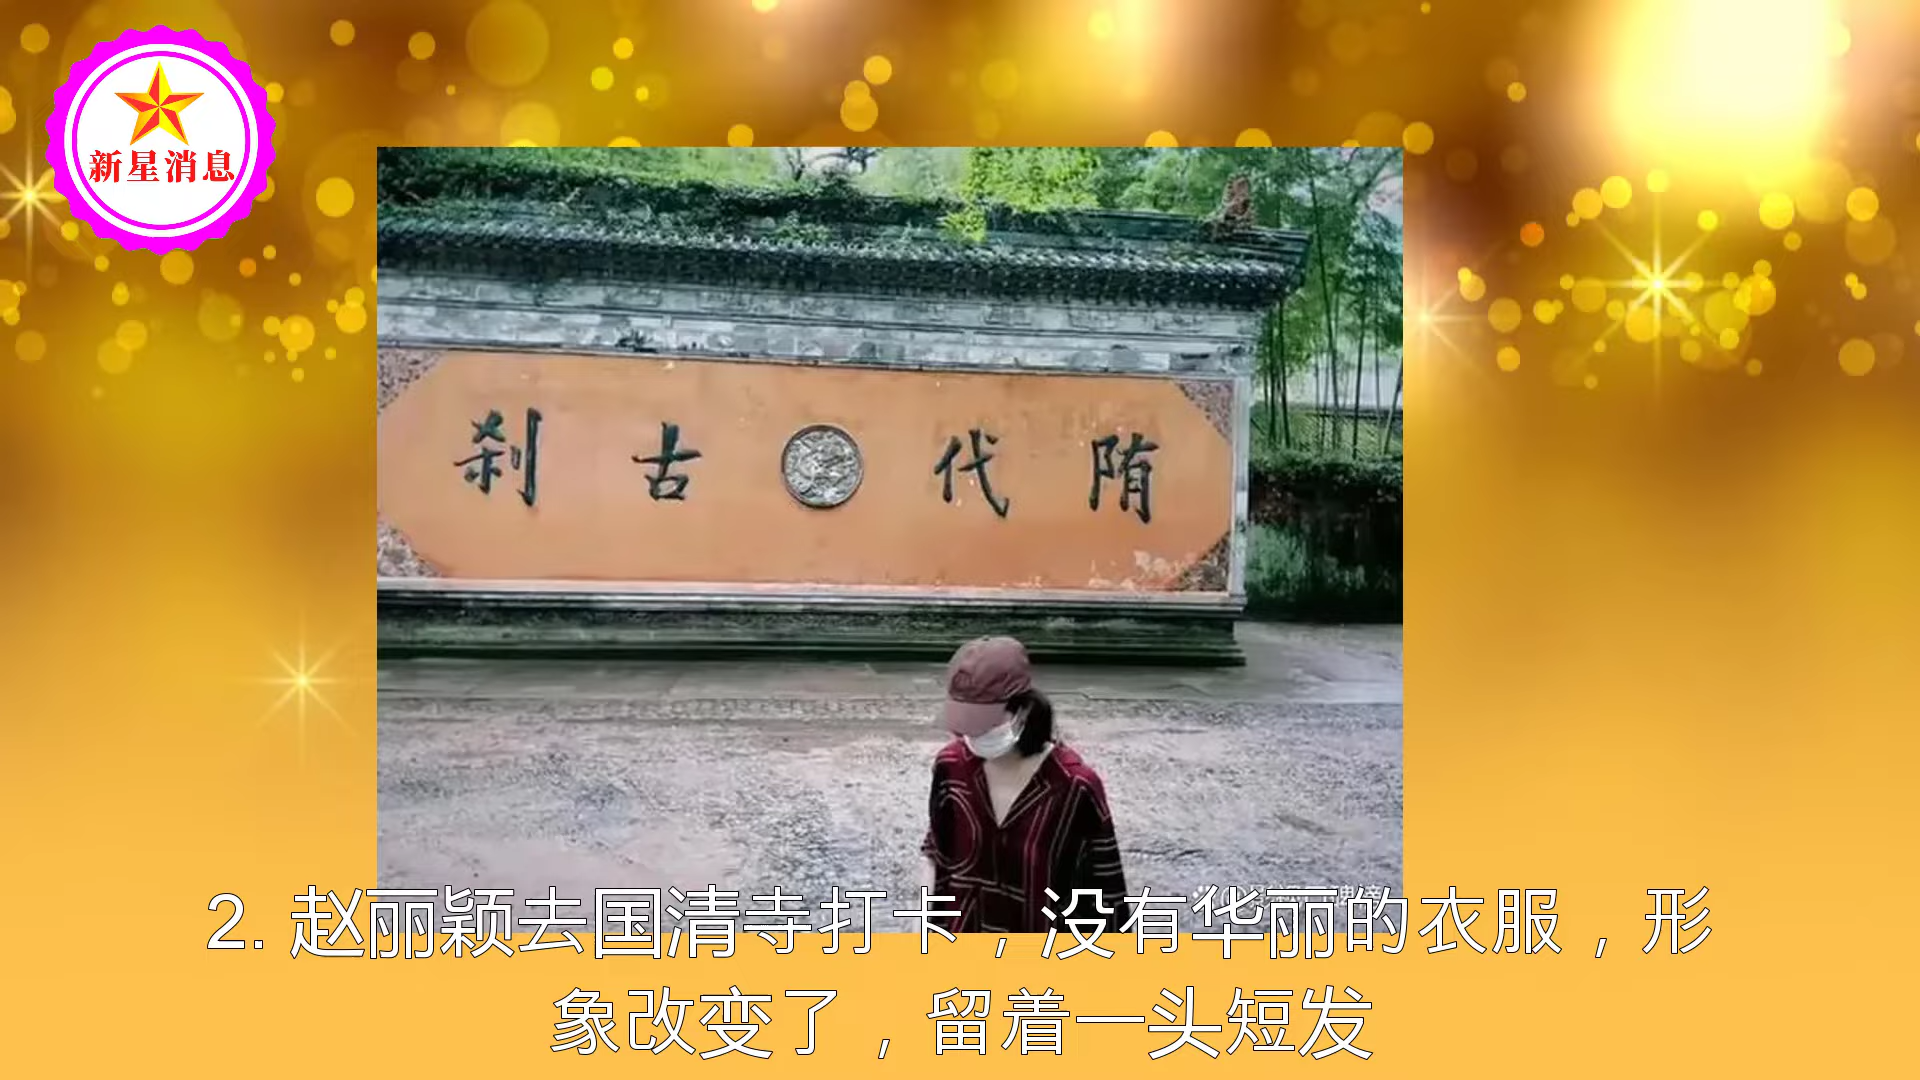 新星消息
隋代古刹
2. 赵丽颖去国清寺打卡，没有华丽的衣服，形
象改变了，留着一头短发